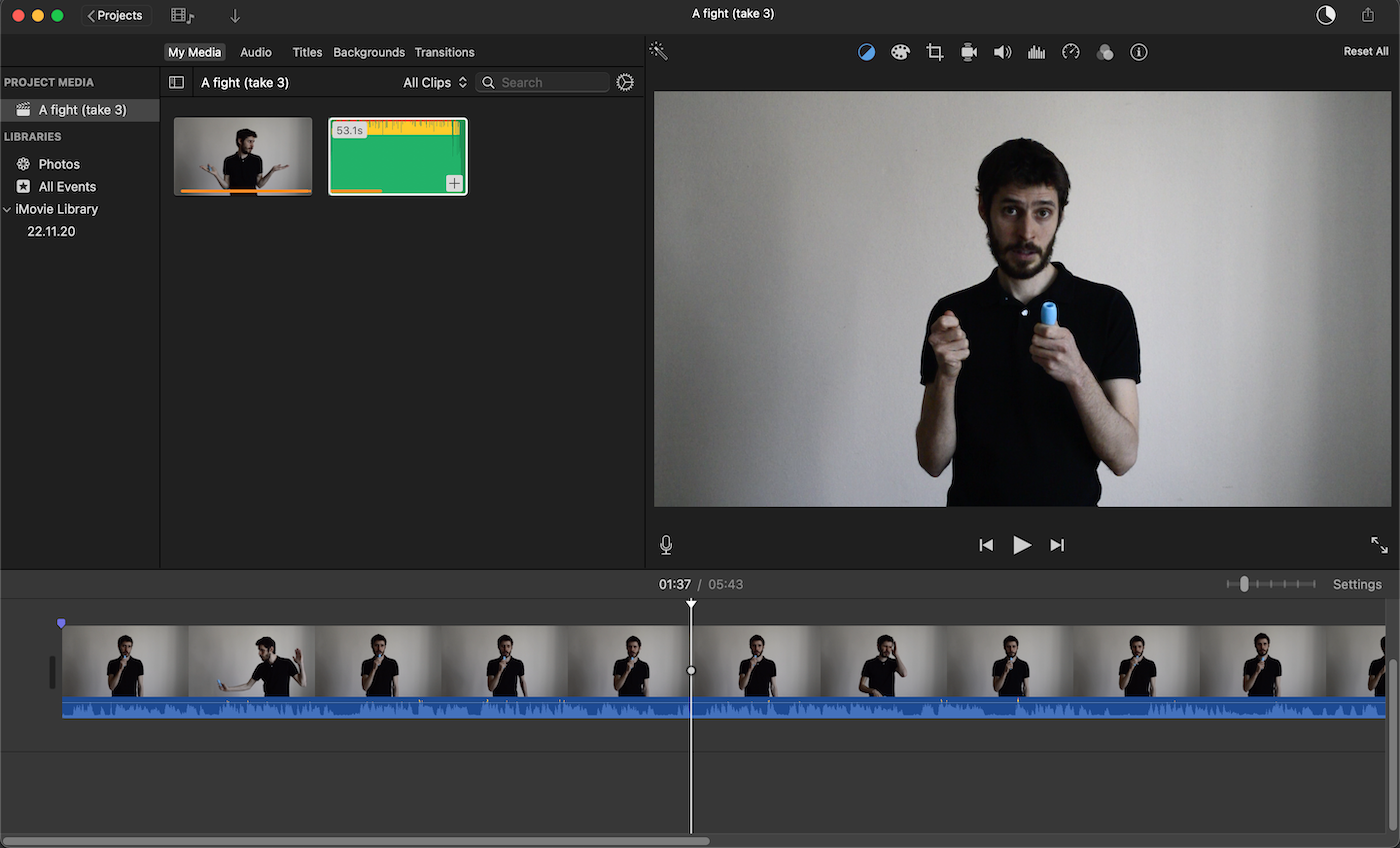 Projects
A fight (take 3)
My Media
Audio
Titles
Backgrounds
Transitions
Reset All
PROJECT MEDIA
A fight (take 3)
All Clips
Search
A fight (take 3)
LIBRARIES
Photos
All Events
iMovie Library
22.11.20
53.1s
01:37 / 05:43
Settings